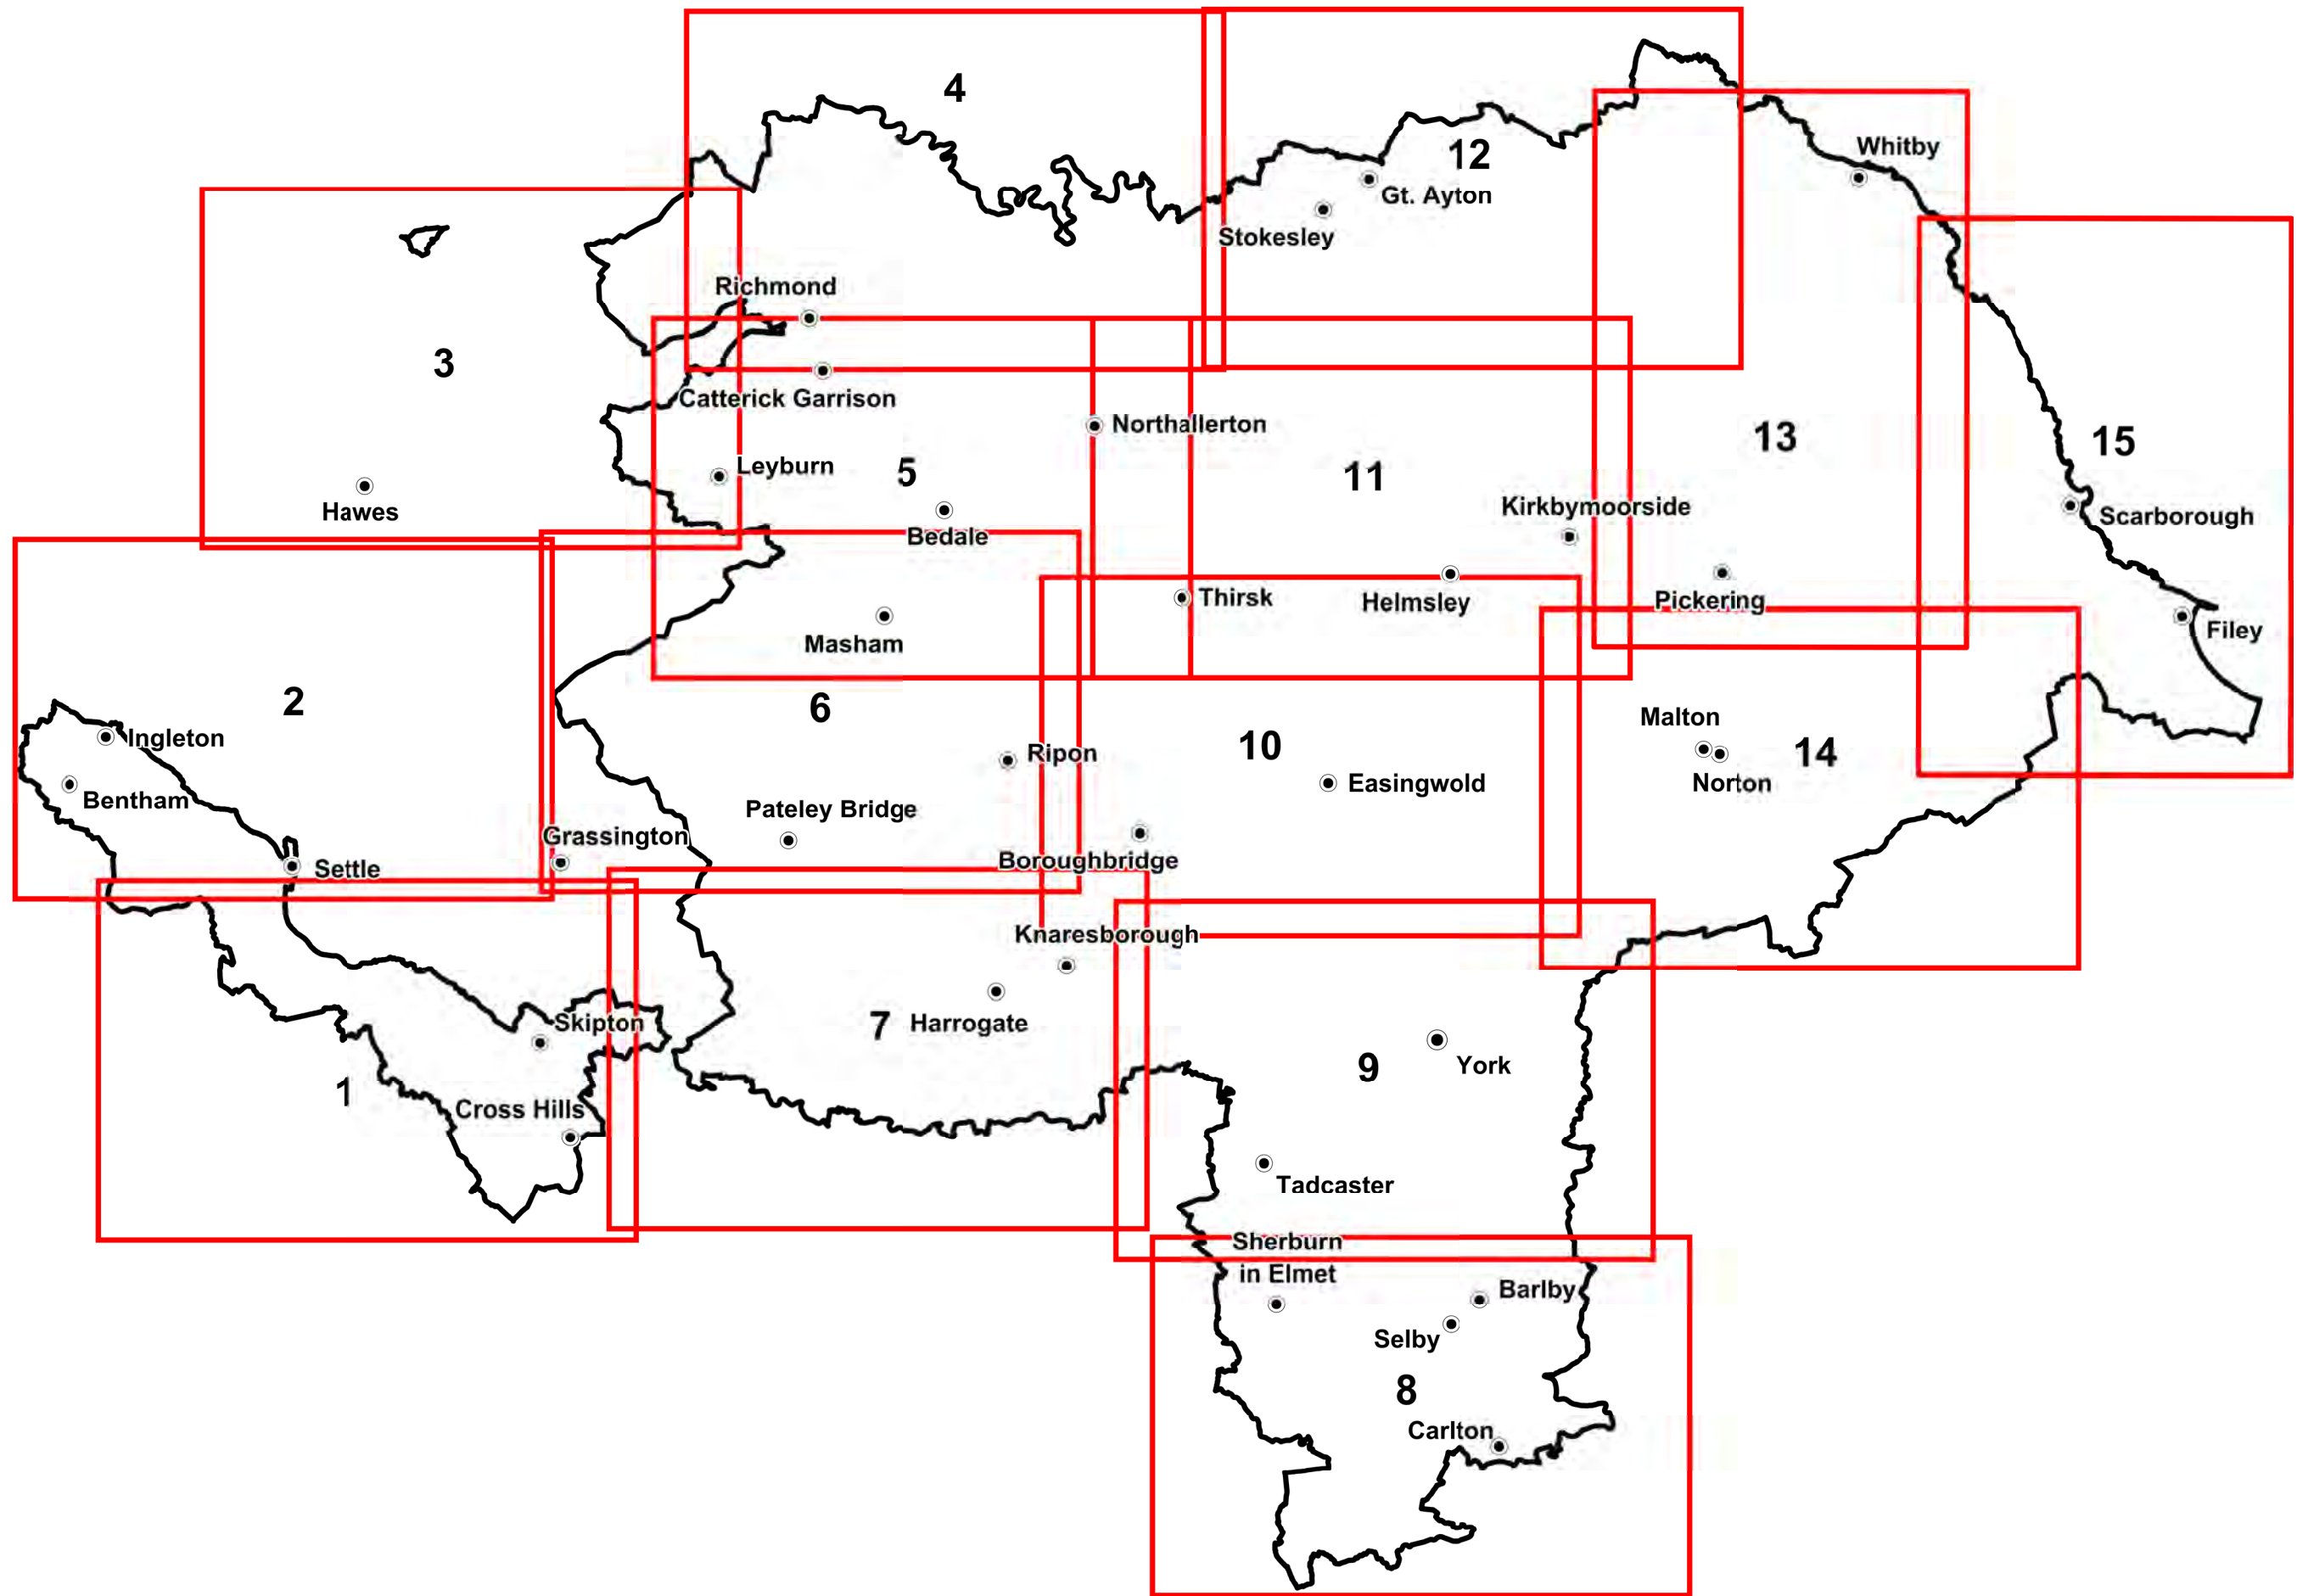 4
12
Whitby
Gt. Ayton
Stokesley
Richmond
3
Catterick Garrison
Northallerton
13
15
Leyburn
5
11
Hawes
Kirkbymoorside
Scarborough
Bedale
Thirsk
Helmsley
Pickering
Filey
Masham
2
6
Malton
Ingleton
Ripon
10
14
Bentham
Easingwold
Norton
Pateley Bridge
Grassington
Settle
Boroughbridge
Knaresborough
Skipton
7
Harrogate
9
York
1
Cross Hills
Tadcaster
Sherburn
in Elmet
Barlby
Selby
8
Carlton